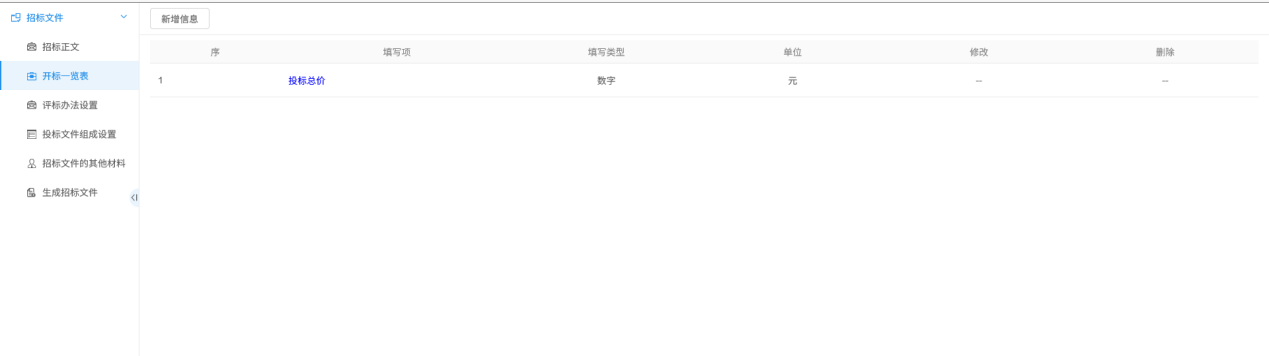 招标文件
招标正文
开标一览表
评标办法设置
投标文件组成设置
招标文件的其他材料
生成招标文件
新增信息
序 填写项 填写类型 单位 修改 删除
1 投标总价 数字 元 -- --